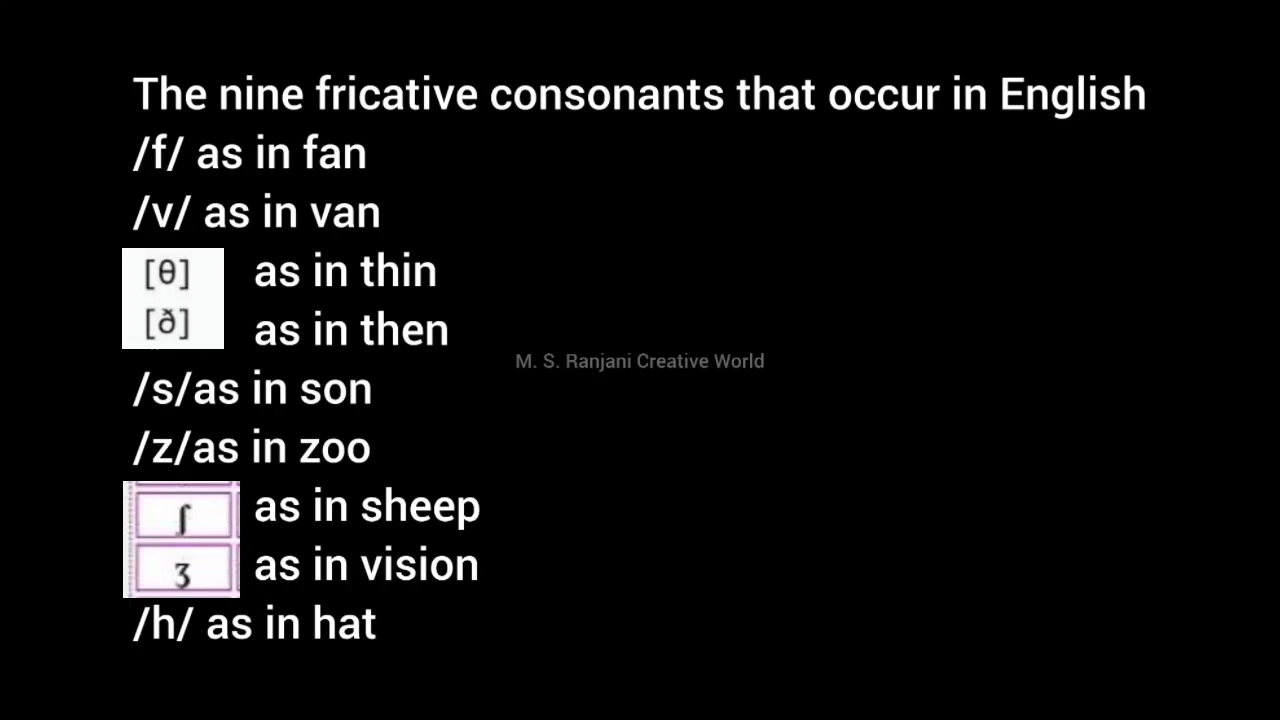 The nine fricative consonants that occur in English
/f/ as in fan
/v/ as in van
[θ] as in thin
[ð] as in then
M. S. Ranjani Creative World
/s/as in son
/z/as in zoo
ʃ as in sheep
ʒ as in vision
/h/ as in hat